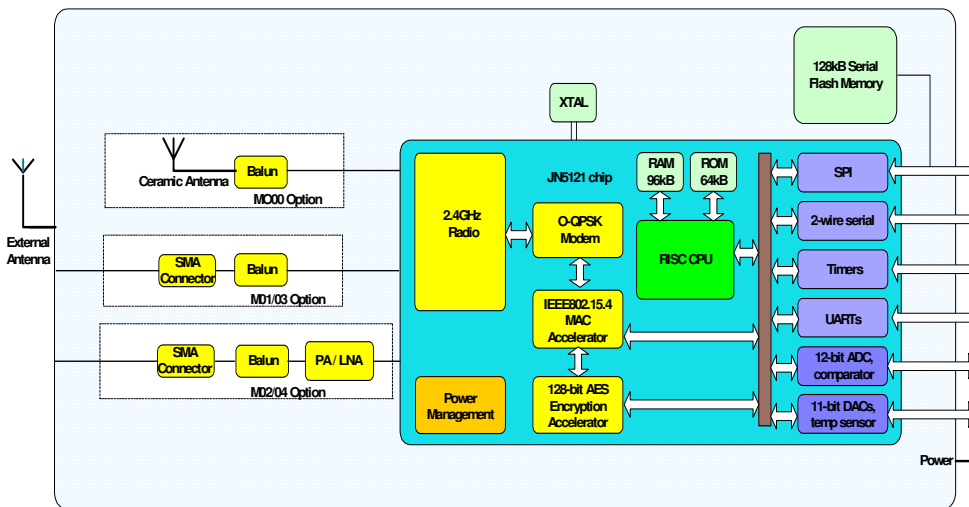 128kB Serial
Flash Memory
XTAL
Ceramic Antenna
Balun
MO00 Option
External
Antenna
SMA
Connector
Balun
M01/03 Option
SMA
Connector
Balun
PA / LNA
M02/04 Option
JN5121 chip
2.4GHz
Radio
O-QPSK
Modem
IEEE802.15.4
MAC
Accelerator
128-bit AES
Encryption
Accelerator
Power
Management
RAM
96kB
ROM
64kB
RISC CPU
SPI
2-wire serial
Timers
UARTs
12-bit ADC,
comparator
11-bit DACs,
temp sensor
Power